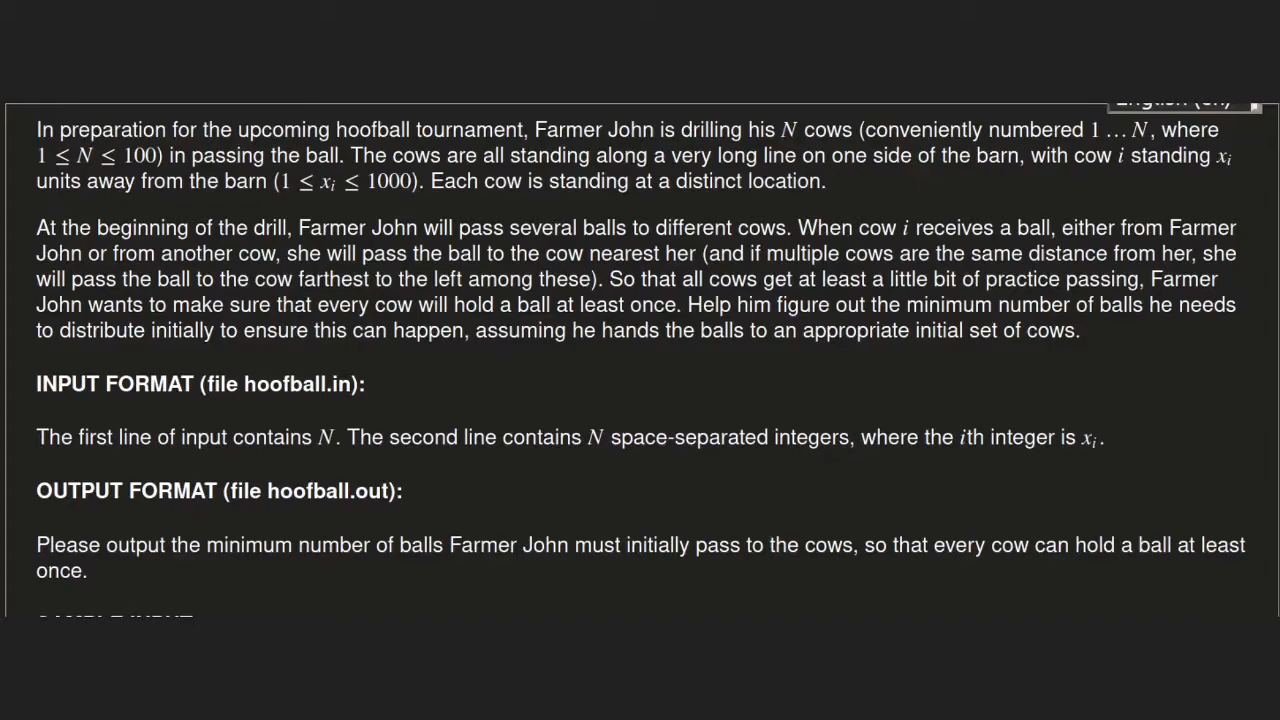 In preparation for the upcoming hoofball tournament, Farmer John is drilling his N cows (conveniently numbered 1 … N, where
1 ≤ N ≤ 100) in passing the ball. The cows are all standing along a very long line on one side of the barn, with cow i standing xᵢ
units away from the barn (1 ≤ xᵢ ≤ 1000). Each cow is standing at a distinct location.
At the beginning of the drill, Farmer John will pass several balls to different cows. When cow i receives a ball, either from Farmer
John or from another cow, she will pass the ball to the cow nearest her (and if multiple cows are the same distance from her, she
will pass the ball to the cow farthest to the left among these). So that all cows get at least a little bit of practice passing, Farmer
John wants to make sure that every cow will hold a ball at least once. Help him figure out the minimum number of balls he needs
to distribute initially to ensure this can happen, assuming he hands the balls to an appropriate initial set of cows.
INPUT FORMAT (file hoofball.in):
The first line of input contains N. The second line contains N space-separated integers, where the ith integer is xᵢ.
OUTPUT FORMAT (file hoofball.out):
Please output the minimum number of balls Farmer John must initially pass to the cows, so that every cow can hold a ball at least
once.